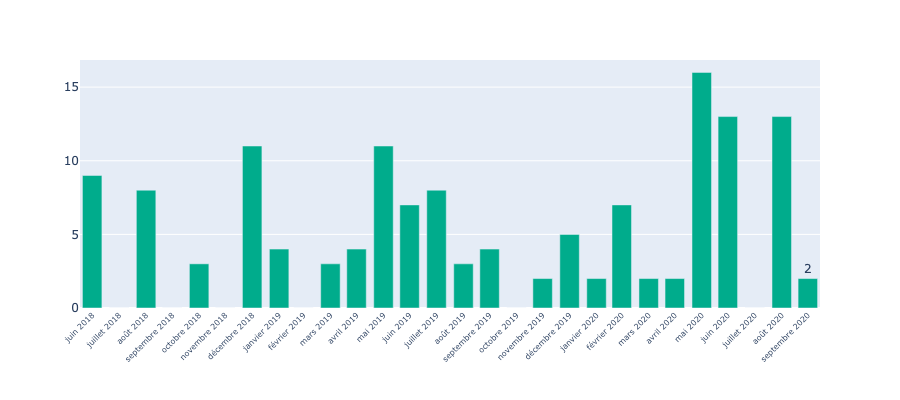 15
10
5
0
2
juin 2018
juillet 2018
août 2018
septembre 2018
octobre 2018
novembre 2018
décembre 2018
janvier 2019
février 2019
mars 2019
avril 2019
mai 2019
juin 2019
juillet 2019
août 2019
septembre 2019
octobre 2019
novembre 2019
décembre 2019
janvier 2020
février 2020
mars 2020
avril 2020
mai 2020
juin 2020
juillet 2020
août 2020
septembre 2020